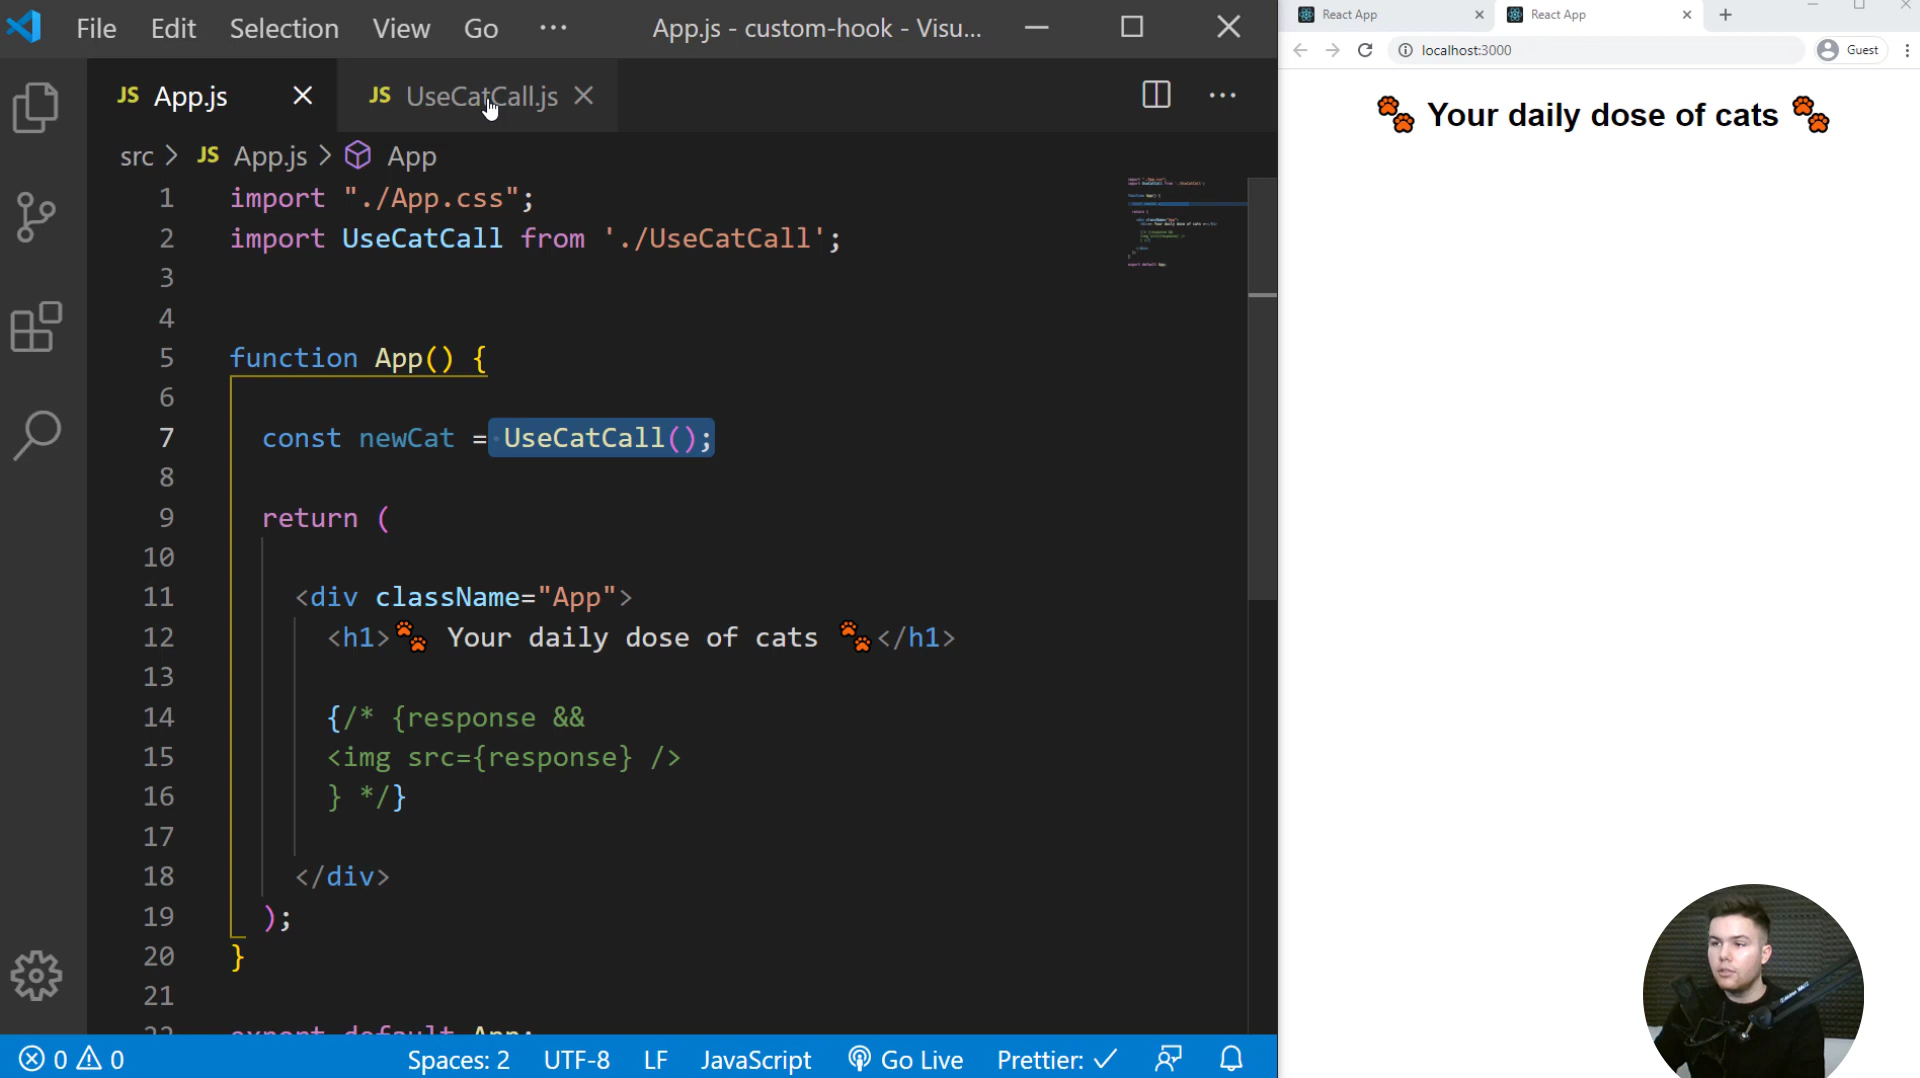 File Edit Selection View Go ··· App.js - custom-hook - Visu...
JS App.js JS UseCatCall.js ···
src > JS App.js > App
1 import "./App.css";
2 import UseCatCall from './UseCatCall';
3
4
5 function App() {
6
7 const newCat = UseCatCall();
8
9 return (
10
11 <div className="App">
12 <h1>🐾 Your daily dose of cats 🐾</h1>
13
14 {/* {response &&
15 <img src={response} />
16 } */}
17
18 </div>
19 );
20 }
21
22 export default App;
0 0 Spaces: 2 UTF-8 LF JavaScript Go Live Prettier: ✓
React App React App
localhost:3000 Guest
🐾 Your daily dose of cats 🐾